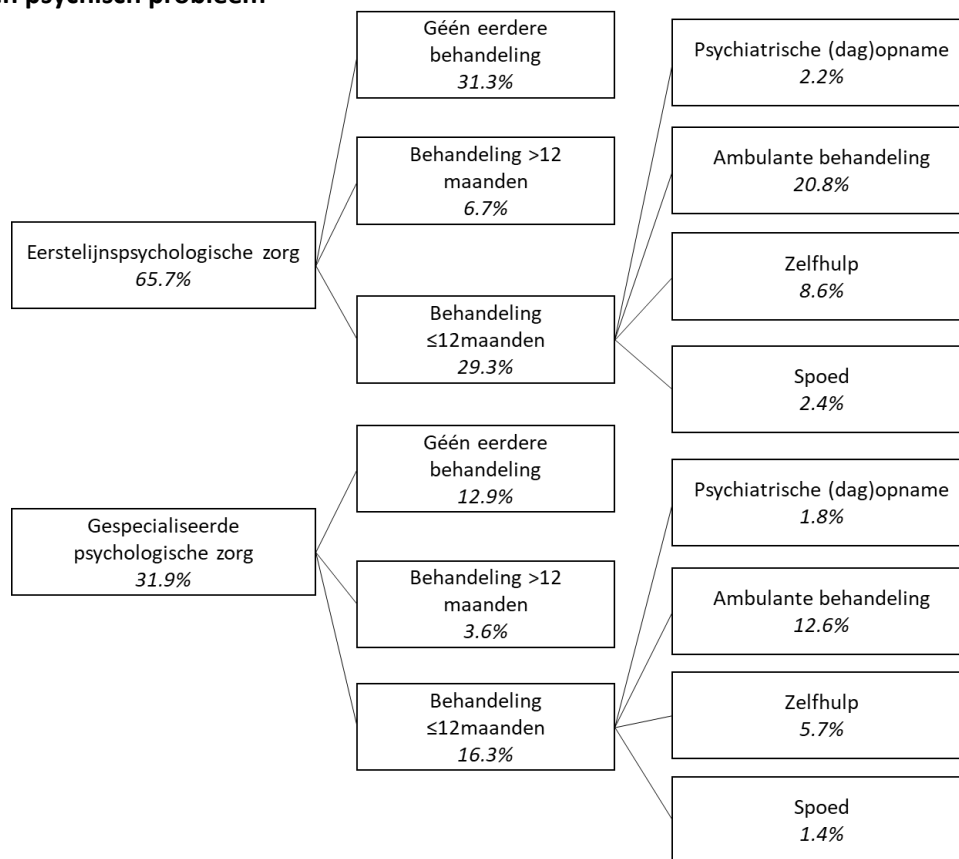 psychisch probleem
Géén eerdere
behandeling
31.3%
Behandeling >12
maanden
6.7%
Eerstelijnspsychologische zorg
65.7%
Behandeling
≤12maanden
29.3%
Psychiatrische (dag)opname
2.2%
Ambulante behandeling
20.8%
Zelfhulp
8.6%
Spoed
2.4%
Géén eerdere
behandeling
12.9%
Gespecialiseerde
psychologische zorg
31.9%
Behandeling >12
maanden
3.6%
Behandeling
≤12maanden
16.3%
Psychiatrische (dag)opname
1.8%
Ambulante behandeling
12.6%
Zelfhulp
5.7%
Spoed
1.4%